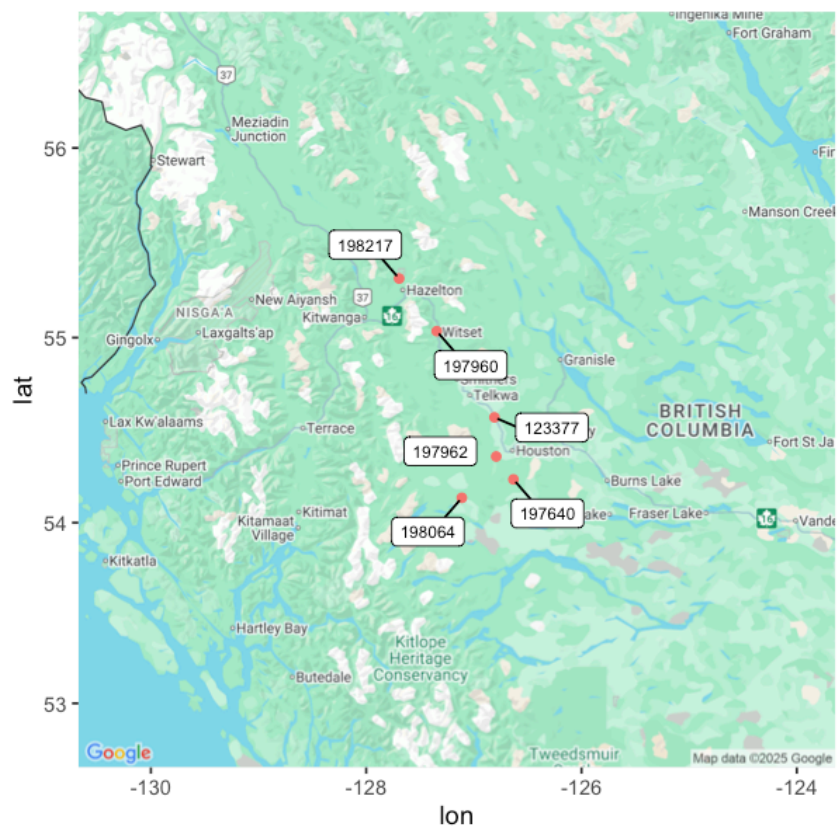 Ingenika Mine
Fort Graham
37
Meziadin
Junction
56
Stewart
Manson Creek
198217
Hazelton
37
New Aiyansh
NISGA'A
Kitwanga
16
55
Gingolx
Laxgalts'ap
Witset
197960
Granisle
Smithers
Telkwa
lat
BRITISH
COLUMBIA
Lax Kw'alaams
Terrace
123377
197962
Houston
Fort St Ja
Prince Rupert
Port Edward
Burns Lake
54
Kitimat
Kitamaat
Village
198064
197640
ake
Fraser Lake
16
Vande
Kitkatla
Hartley Bay
Kitlope
Heritage
Conservancy
53
Butedale
Google
Tweedsmuir
Map data ©2025 Google
-130
-128
-126
-124
lon